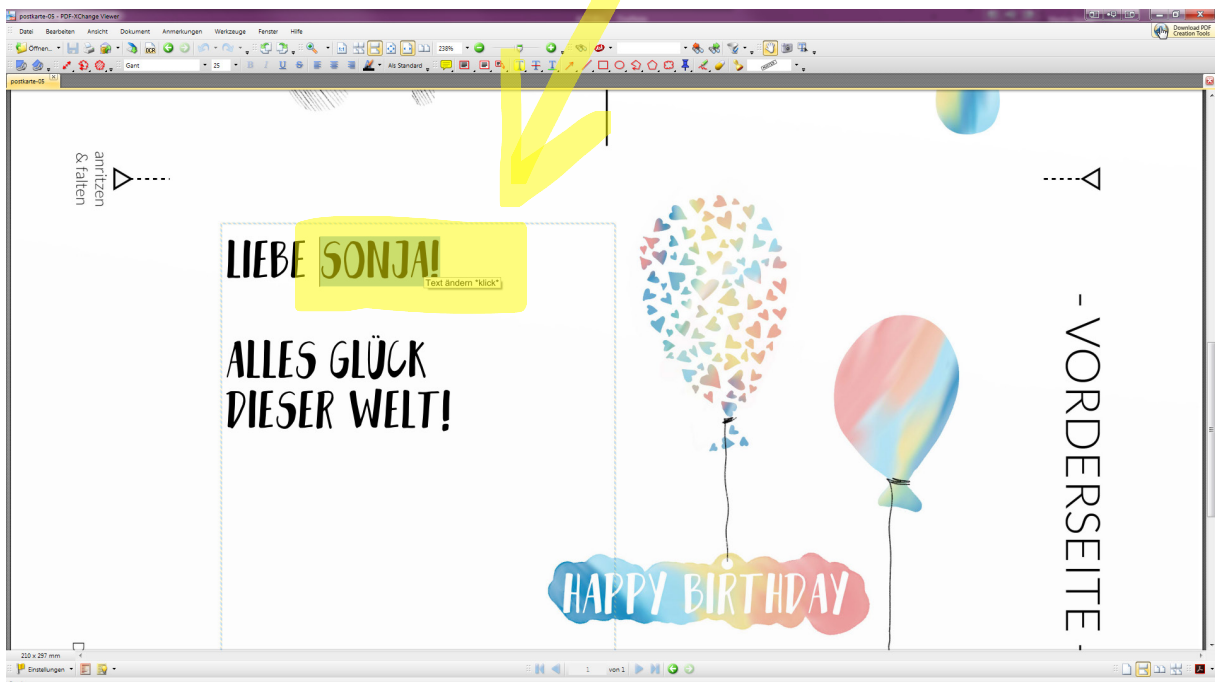 postkarte-05 - PDF-XChange Viewer
Datei Bearbeiten Ansicht Dokument Anmerkungen Werkzeuge Fenster Hilfe
Öffnen... OCR 238%
Download PDF
Creation Tools
Gant 25 B I U S Als Standard
postkarte-05
anritzen
& falten
LIEBE SONJA!
Text ändern *klick*
ALLES GLÜCK
DIESER WELT!
HAPPY BIRTHDAY
- VORDERSEITE -
210 x 297 mm
Einstellungen 1 von 1